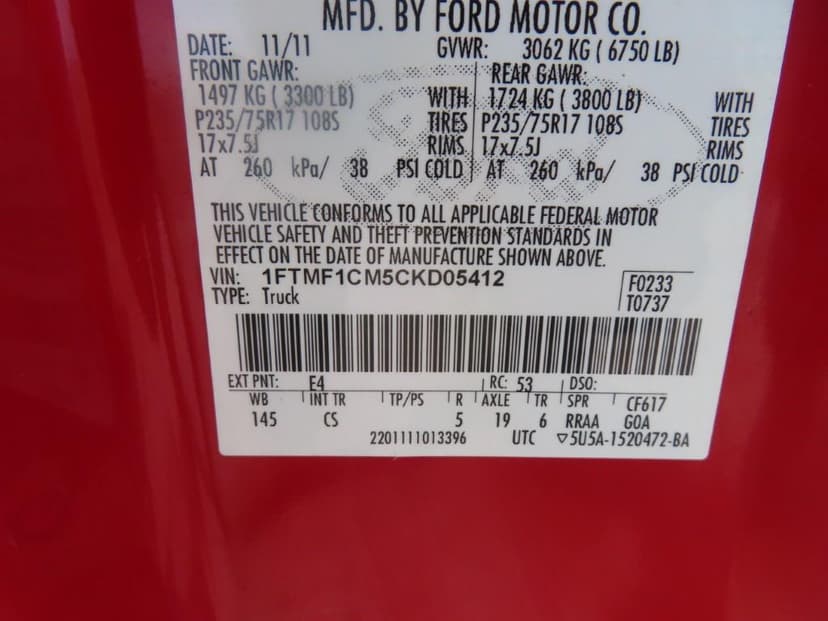 MFD. BY FORD MOTOR CO.
DATE: 11/11 GVWR: 3062 KG ( 6750 LB)
FRONT GAWR: REAR GAWR:
1497 KG ( 3300 LB) WITH 1724 KG ( 3800 LB) WITH
P235/75R17 108S TIRES P235/75R17 108S TIRES
17x7.5J RIMS 17x7.5J RIMS
AT 260 kPa/ 38 PSI COLD AT 260 kPa/ 38 PSI COLD
THIS VEHICLE CONFORMS TO ALL APPLICABLE FEDERAL MOTOR
VEHICLE SAFETY AND THEFT PREVENTION STANDARDS IN
EFFECT ON THE DATE OF MANUFACTURE SHOWN ABOVE.
VIN: 1FTMF1CM5CKD05412 F0233
TYPE: Truck T0737
EXT PNT: E4 RC: 53 DSO:
WB INT TR TP/PS R AXLE TR SPR CF617
145 CS 5 19 6 RRAA GOA
2201111013396 UTC ▽5U5A-1520472-BA